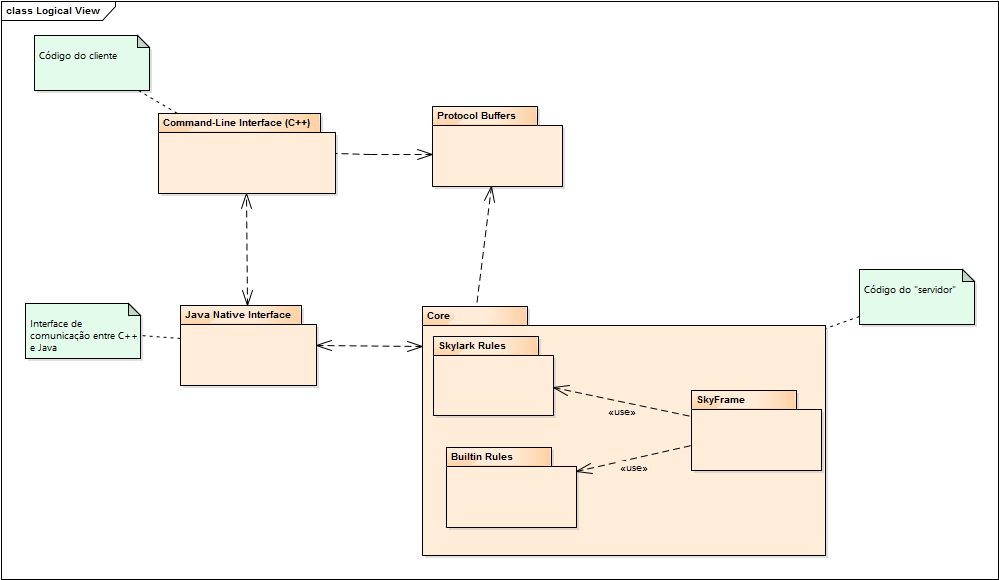 class Logical View
Código do cliente
Command-Line Interface (C++)
Protocol Buffers
Código do "servidor"
Interface de
comunicação entre C++
e Java
Java Native Interface
Core
Skylark Rules
SkyFrame
«use»
Builtin Rules
«use»